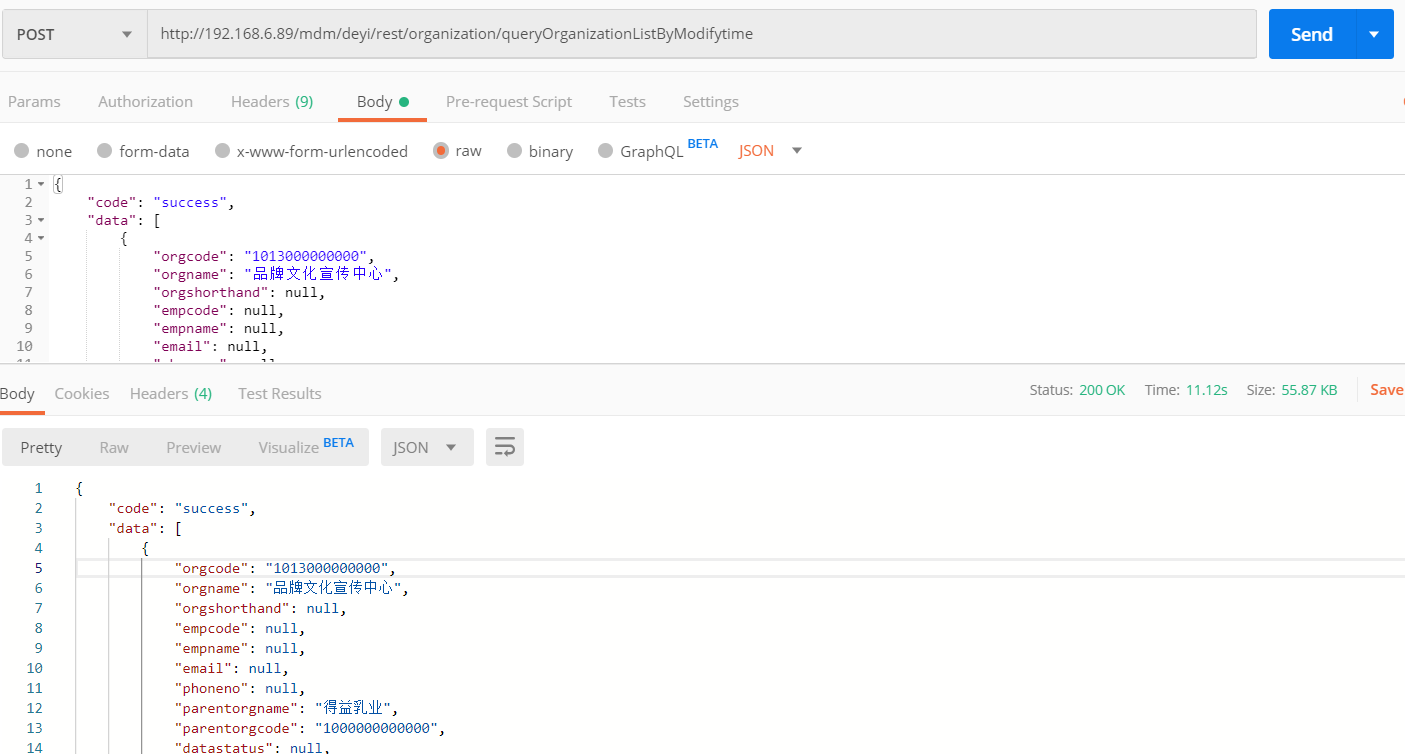 POST http://192.168.6.89/mdm/deyi/rest/organization/queryOrganizationListByModifytime Send
Params Authorization Headers (9) Body Pre-request Script Tests Settings
none form-data x-www-form-urlencoded raw binary GraphQL BETA JSON
1 {
2 "code": "success",
3 "data": [
4 {
5 "orgcode": "1013000000000",
6 "orgname": "品牌文化宣传中心",
7 "orgshorthand": null,
8 "empcode": null,
9 "empname": null,
10 "email": null,
Body Cookies Headers (4) Test Results Status: 200 OK Time: 11.12s Size: 55.87 KB Save
Pretty Raw Preview Visualize BETA JSON
1 {
2 "code": "success",
3 "data": [
4 {
5 "orgcode": "1013000000000",
6 "orgname": "品牌文化宣传中心",
7 "orgshorthand": null,
8 "empcode": null,
9 "empname": null,
10 "email": null,
11 "phoneno": null,
12 "parentorgname": "得益乳业",
13 "parentorgcode": "1000000000000",
14 "datastatus": null,